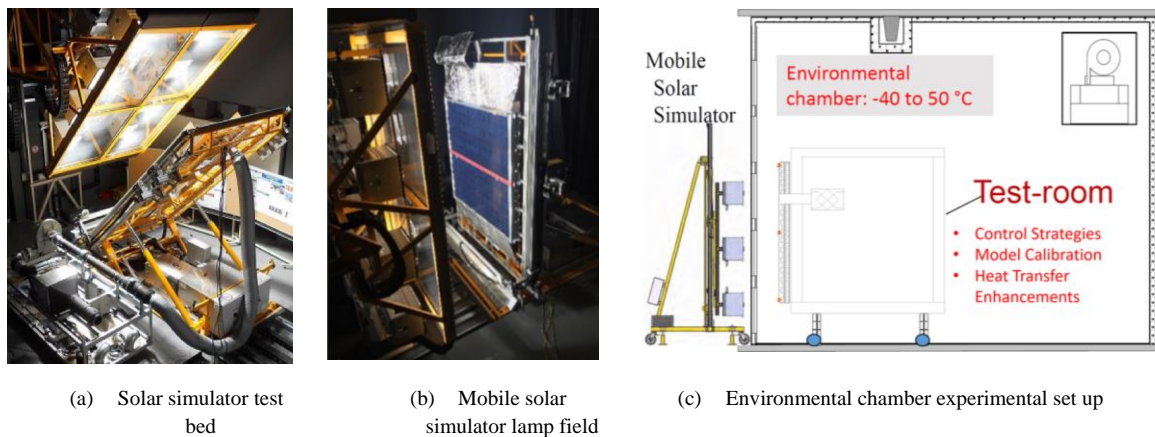 Mobile
Solar
Simulator
Environmental
chamber: -40 to 50 °C
Test-room
• Control Strategies
• Model Calibration
• Heat Transfer
Enhancements
(a) Solar simulator test
bed
(b) Mobile solar
simulator lamp field
(c) Environmental chamber experimental set up